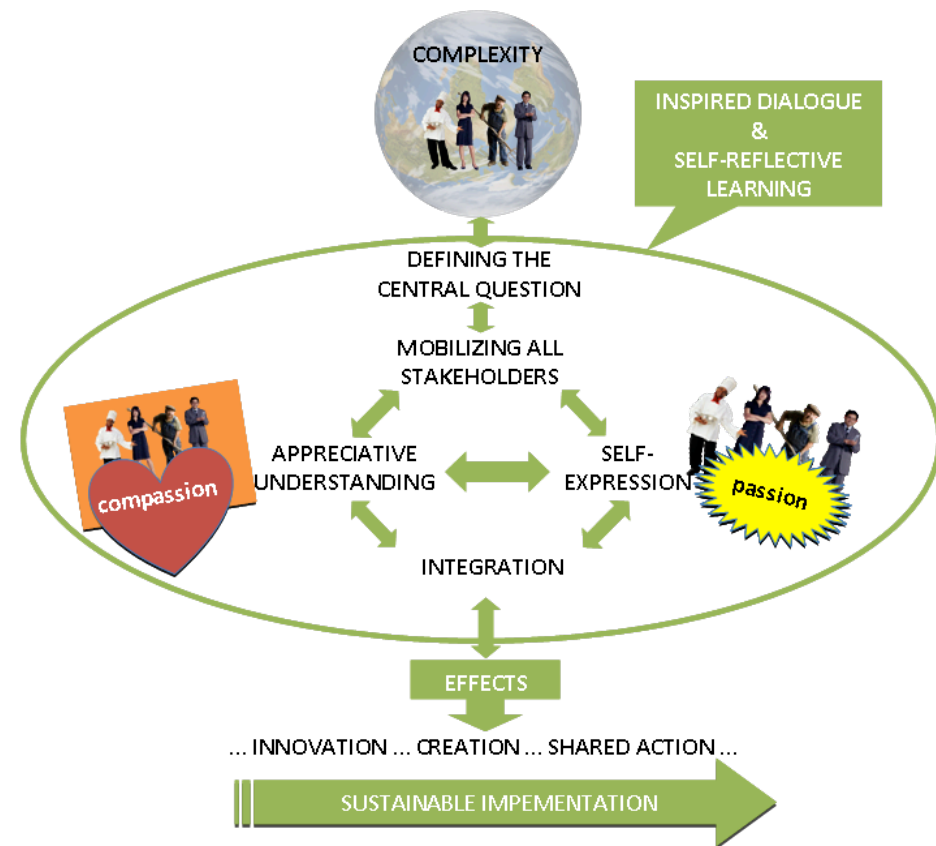 COMPLEXITY
INSPIRED DIALOGUE
&
SELF-REFLECTIVE
LEARNING
DEFINING THE
CENTRAL QUESTION
MOBILIZING ALL
STAKEHOLDERS
compassion
APPRECIATIVE
UNDERSTANDING
SELF-
EXPRESSION
passion
INTEGRATION
EFFECTS
... INNOVATION ... CREATION ... SHARED ACTION ...
SUSTAINABLE IMPEMENTATION